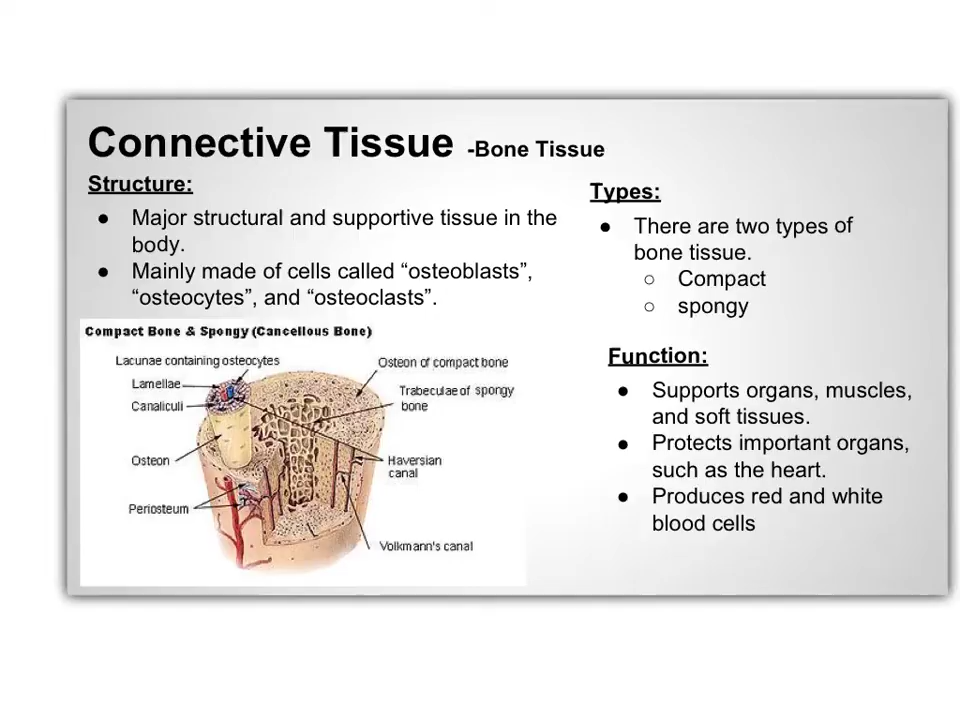 Connective Tissue -Bone Tissue
Structure:
● Major structural and supportive tissue in the
body.
● Mainly made of cells called “osteoblasts”,
“osteocytes”, and “osteoclasts”.
Types:
● There are two types of
bone tissue.
○ Compact
○ spongy
Function:
● Supports organs, muscles,
and soft tissues.
● Protects important organs,
such as the heart.
● Produces red and white
blood cells
Compact Bone & Spongy (Cancellous Bone)
Lacunae containing osteocytes
Lamellae
Canaliculi
Osteon
Periosteum
Osteon of compact bone
Trabeculae of spongy
bone
Haversian
canal
Volkmann's canal